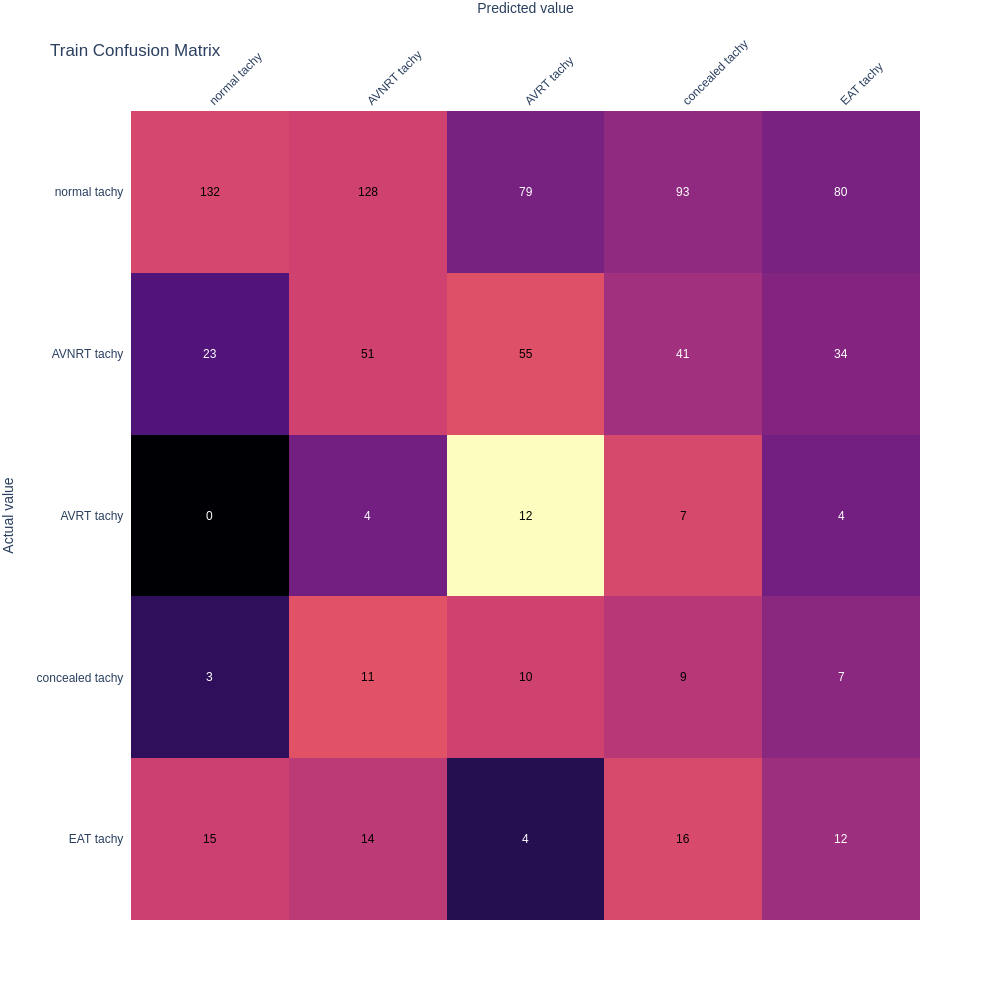 Predicted value
Train Confusion Matrix
normal tachy AVNRT tachy AVRT tachy concealed tachy EAT tachy
normal tachy 132 128 79 93 80
AVNRT tachy 23 51 55 41 34
Actual value
AVRT tachy 0 4 12 7 4
concealed tachy 3 11 10 9 7
EAT tachy 15 14 4 16 12